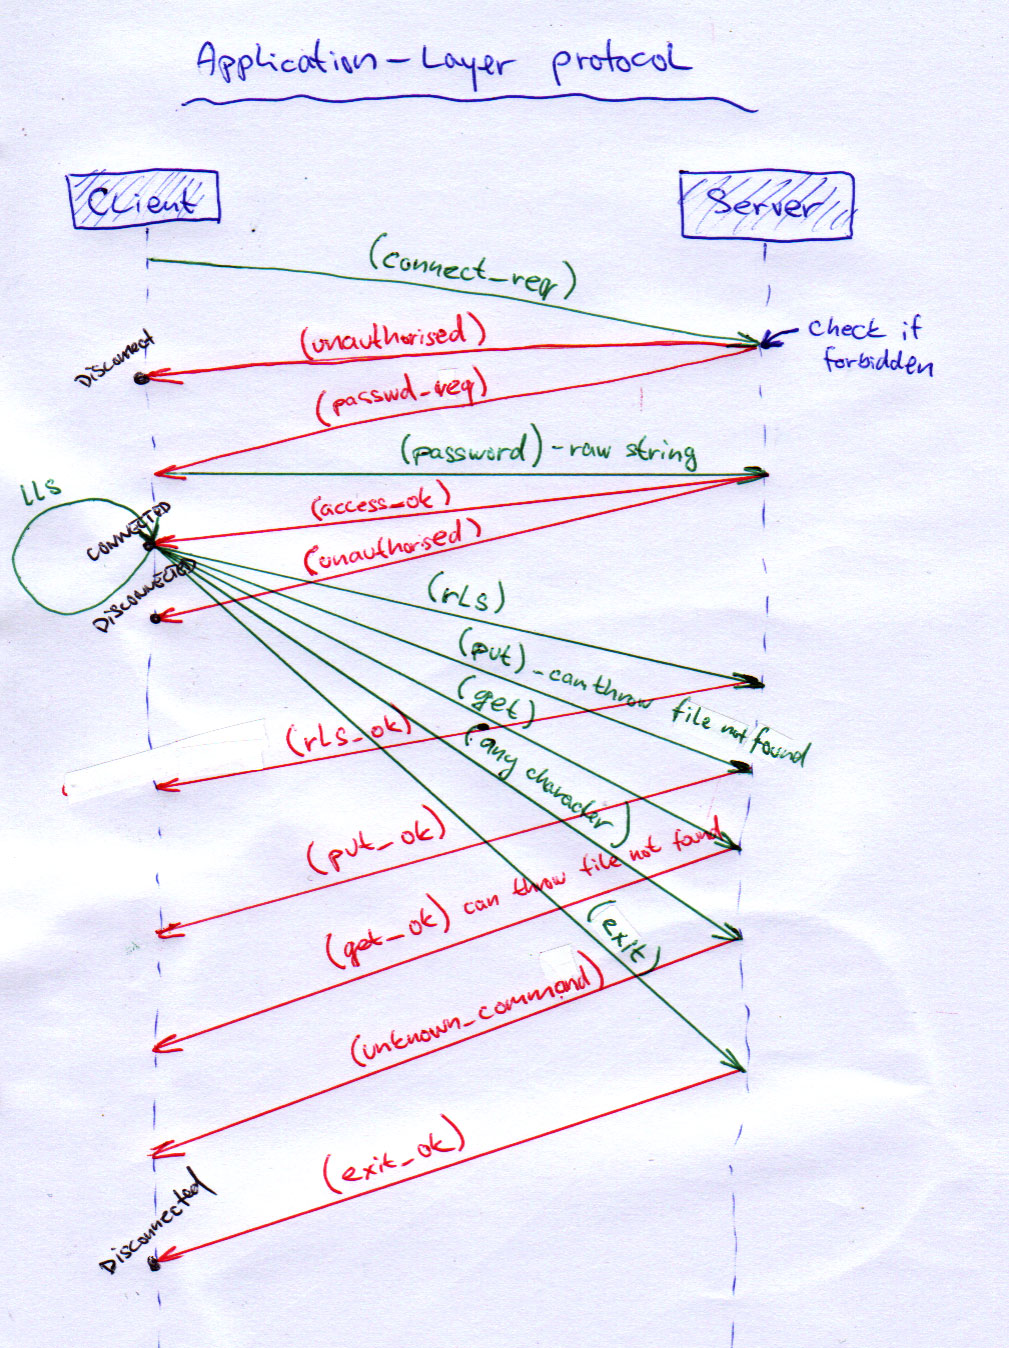 Application-Layer protocol
Client
Server
(connect_req)
(unauthorised)
check if
forbidden
Disconnect
(passwd_req)
(password)-raw string
LLS
(access_ok)
CONNECTED
(unauthorised)
DISCONNECTED
(rLs)
(put)-can throw file not found
(get)
(rLs_ok)
(any character)
(put_ok)
(get_ok) can throw file not found
(exit)
(unknown_command)
(exit_ok)
Disconnected